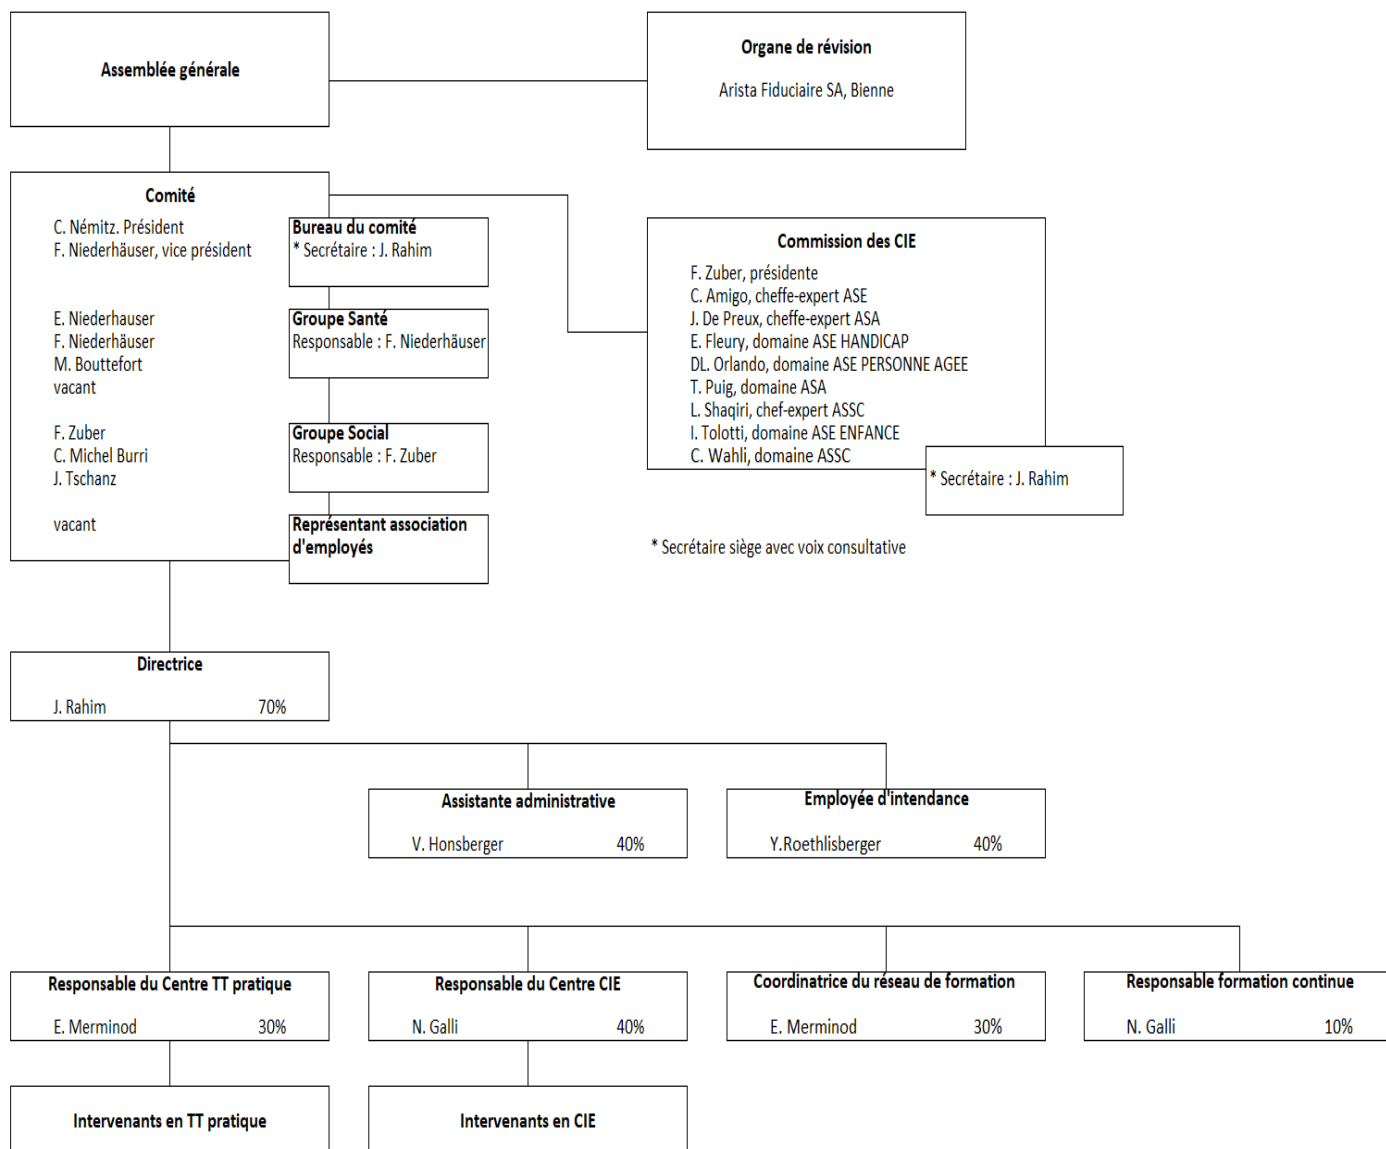 Assemblée générale
Organe de révision
Arista Fiduciaire SA, Bienne
Comité
C. Némitz. Président
F. Niederhäuser, vice président
Bureau du comité
* Secrétaire : J. Rahim
E. Niederhauser
F. Niederhäuser
M. Bouttefort
vacant
Groupe Santé
Responsable : F. Niederhäuser
F. Zuber
C. Michel Burri
J. Tschanz
Groupe Social
Responsable : F. Zuber
vacant
Représentant association
d'employés
Commission des CIE
F. Zuber, présidente
C. Amigo, cheffe-expert ASE
J. De Preux, cheffe-expert ASA
E. Fleury, domaine ASE HANDICAP
DL. Orlando, domaine ASE PERSONNE AGEE
T. Puig, domaine ASA
L. Shaqiri, chef-expert ASSC
I. Tolotti, domaine ASE ENFANCE
C. Wahli, domaine ASSC
* Secrétaire : J. Rahim
* Secrétaire siège avec voix consultative
Directrice
J. Rahim 70%
Assistante administrative
V. Honsberger 40%
Employée d'intendance
Y.Roethlisberger 40%
Responsable du Centre TT pratique
E. Merminod 30%
Responsable du Centre CIE
N. Galli 40%
Coordinatrice du réseau de formation
E. Merminod 30%
Responsable formation continue
N. Galli 10%
Intervenants en TT pratique
Intervenants en CIE